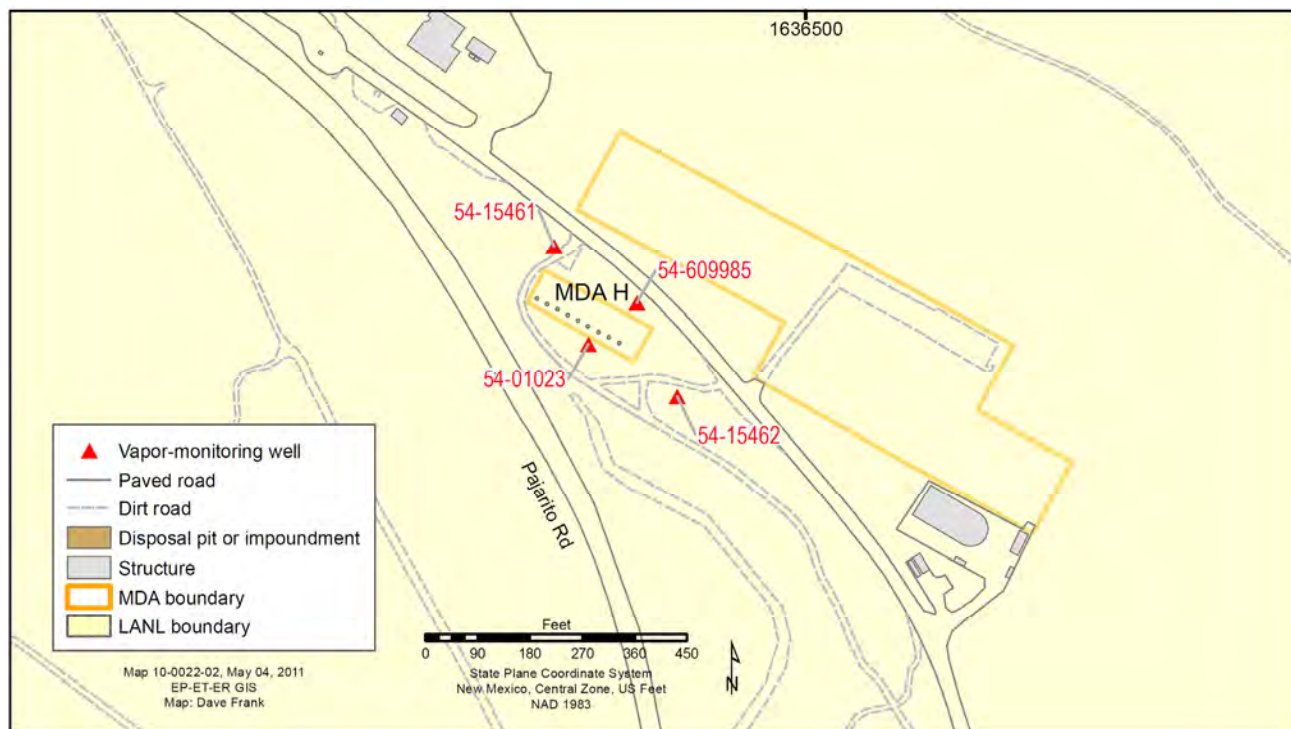 1636500
54-15461
54-609985
MDA H
54-01023
54-15462
Pajarito Rd
Vapor-monitoring well
Paved road
Dirt road
Disposal pit or impoundment
Structure
MDA boundary
LANL boundary
Map 10-0022-02, May 04, 2011
EP-ET-ER GIS
Map: Dave Frank
Feet
0 90 180 270 360 450
State Plane Coordinate System
New Mexico, Central Zone, US Feet
NAD 1983
N